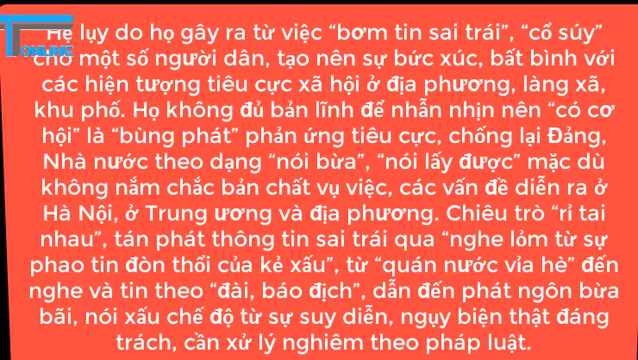 Hệ lụy do họ gây ra từ việc “bơm tin sai trái”, “cổ súy”
cho một số người dân, tạo nên sự bức xúc, bất bình với
các hiện tượng tiêu cực xã hội ở địa phương, làng xã,
khu phố. Họ không đủ bản lĩnh để nhẫn nhịn nên “có cơ
hội” là “bùng phát” phản ứng tiêu cực, chống lại Đảng,
Nhà nước theo dạng “nói bừa”, “nói lấy được” mặc dù
không nắm chắc bản chất vụ việc, các vấn đề diễn ra ở
Hà Nội, ở Trung ương và địa phương. Chiêu trò “rỉ tai
nhau”, tán phát thông tin sai trái qua “nghe lỏm từ sự
phao tin đòn thổi của kẻ xấu”, từ “quán nước vỉa hè” đến
nghe và tin theo “đài, báo địch”, dẫn đến phát ngôn bừa
bãi, nói xấu chế độ từ sự suy diễn, ngụy biện thật đáng
trách, cần xử lý nghiêm theo pháp luật.
ONLINE